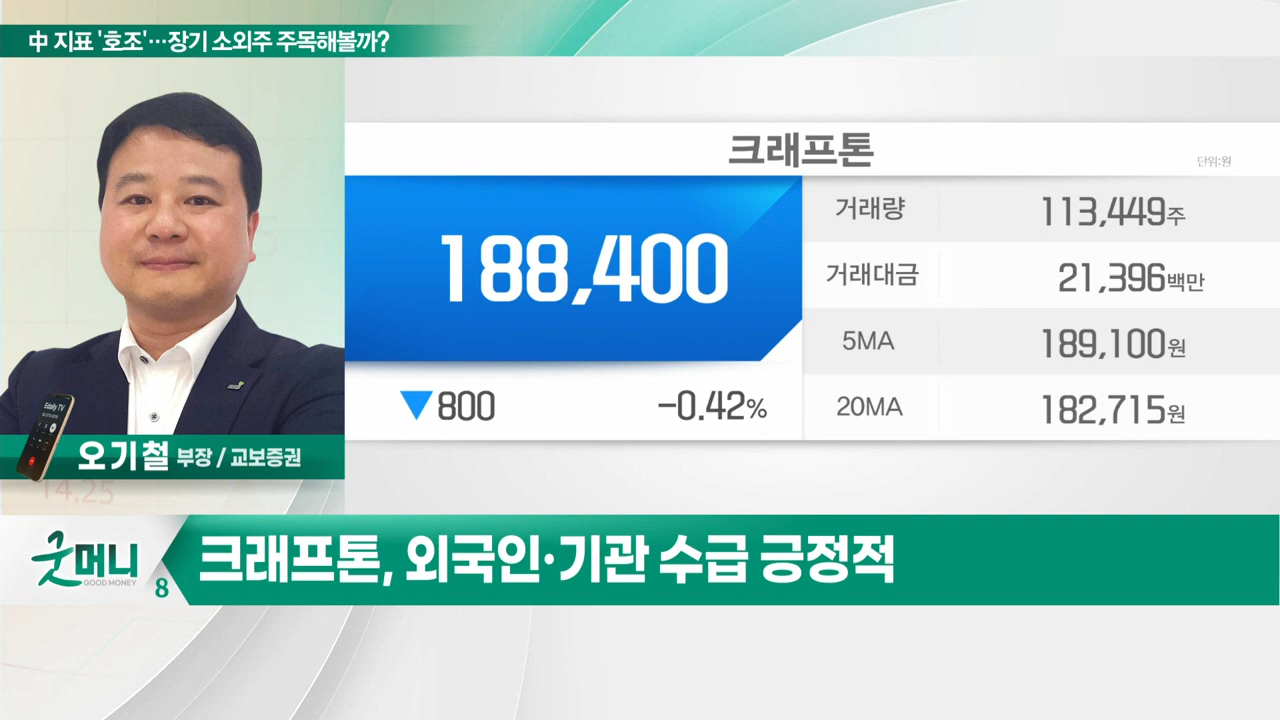 中 지표 '호조'…장기 소외주 주목해볼까?
크래프톤
단위:원
188,400
▼800 -0.42%
거래량 113,449주
거래대금 21,396백만
5MA 189,100원
20MA 182,715원
Edaily TV
오기철 부장 / 교보증권
14.25
굿머니
GOOD MONEY
8
크래프톤, 외국인·기관 수급 긍정적